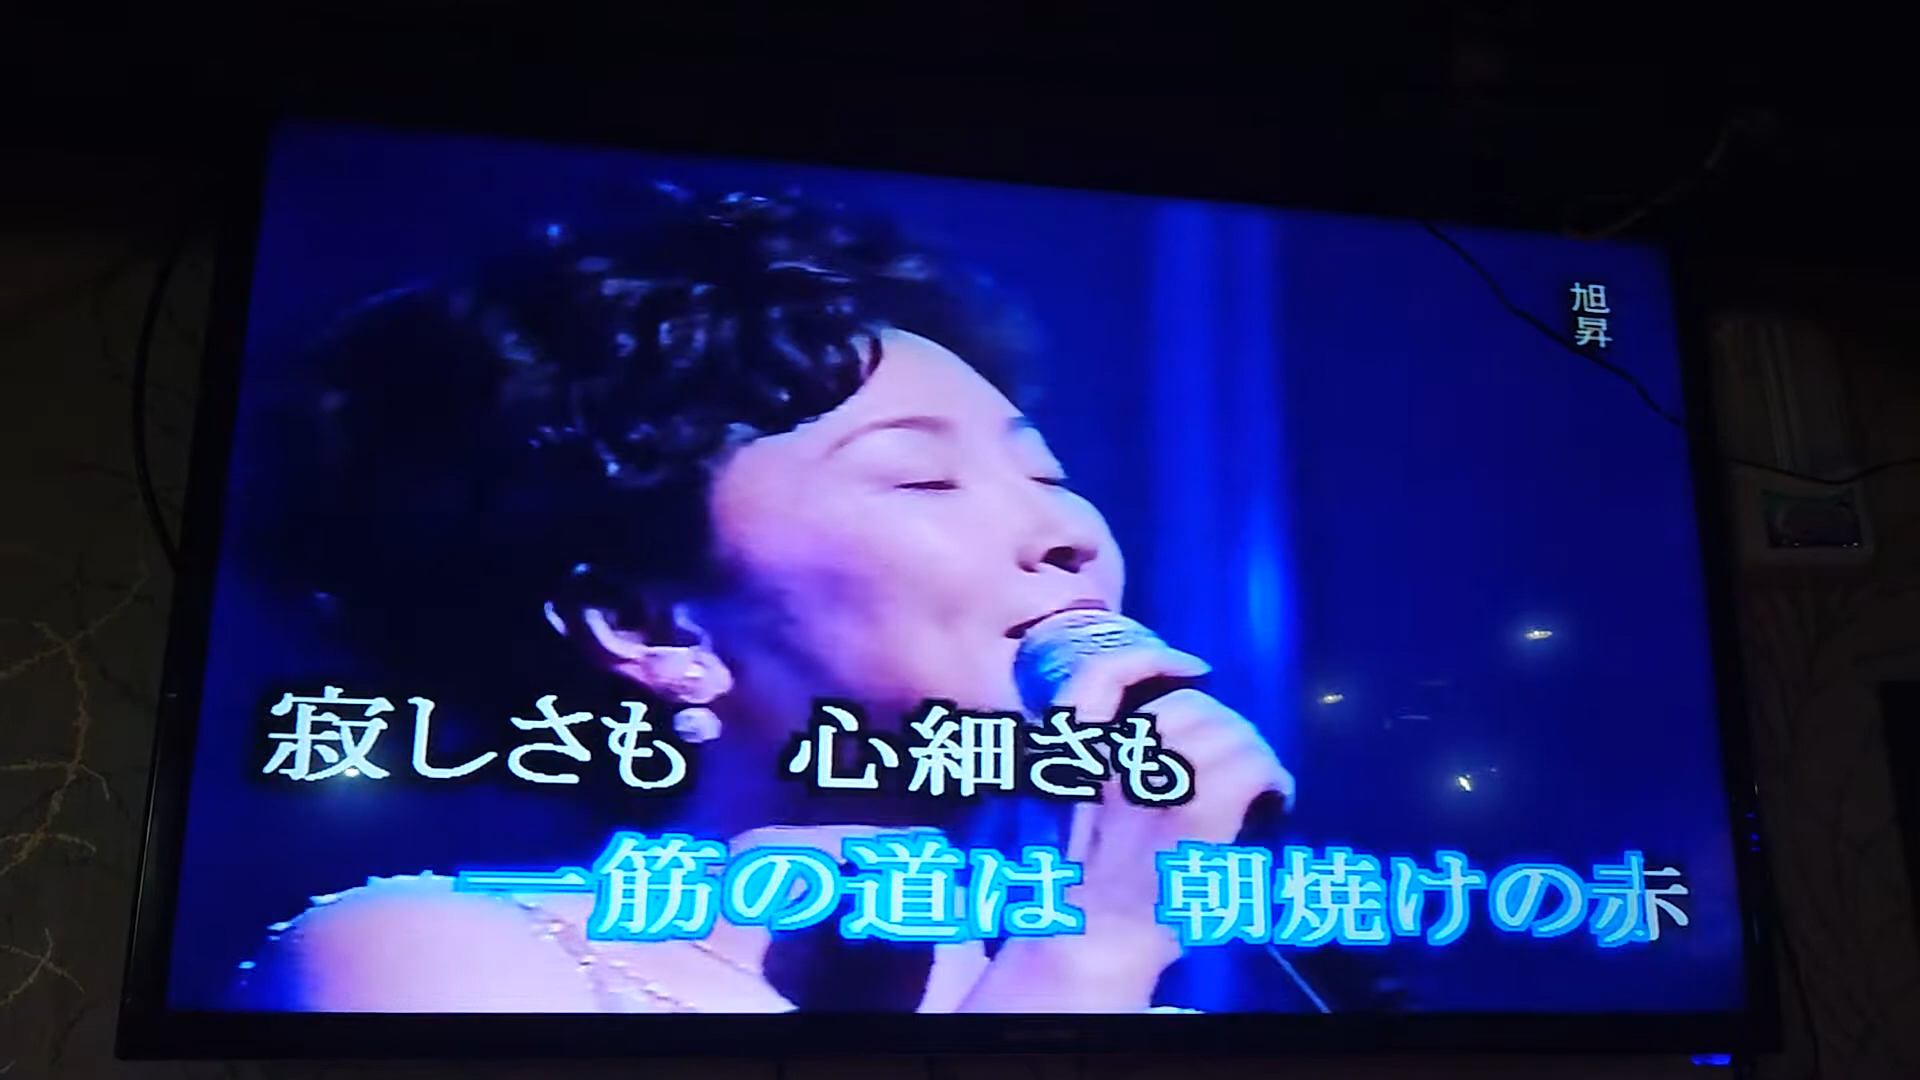 旭昇
寂しさも 心細さも
一筋の道は 朝焼けの赤